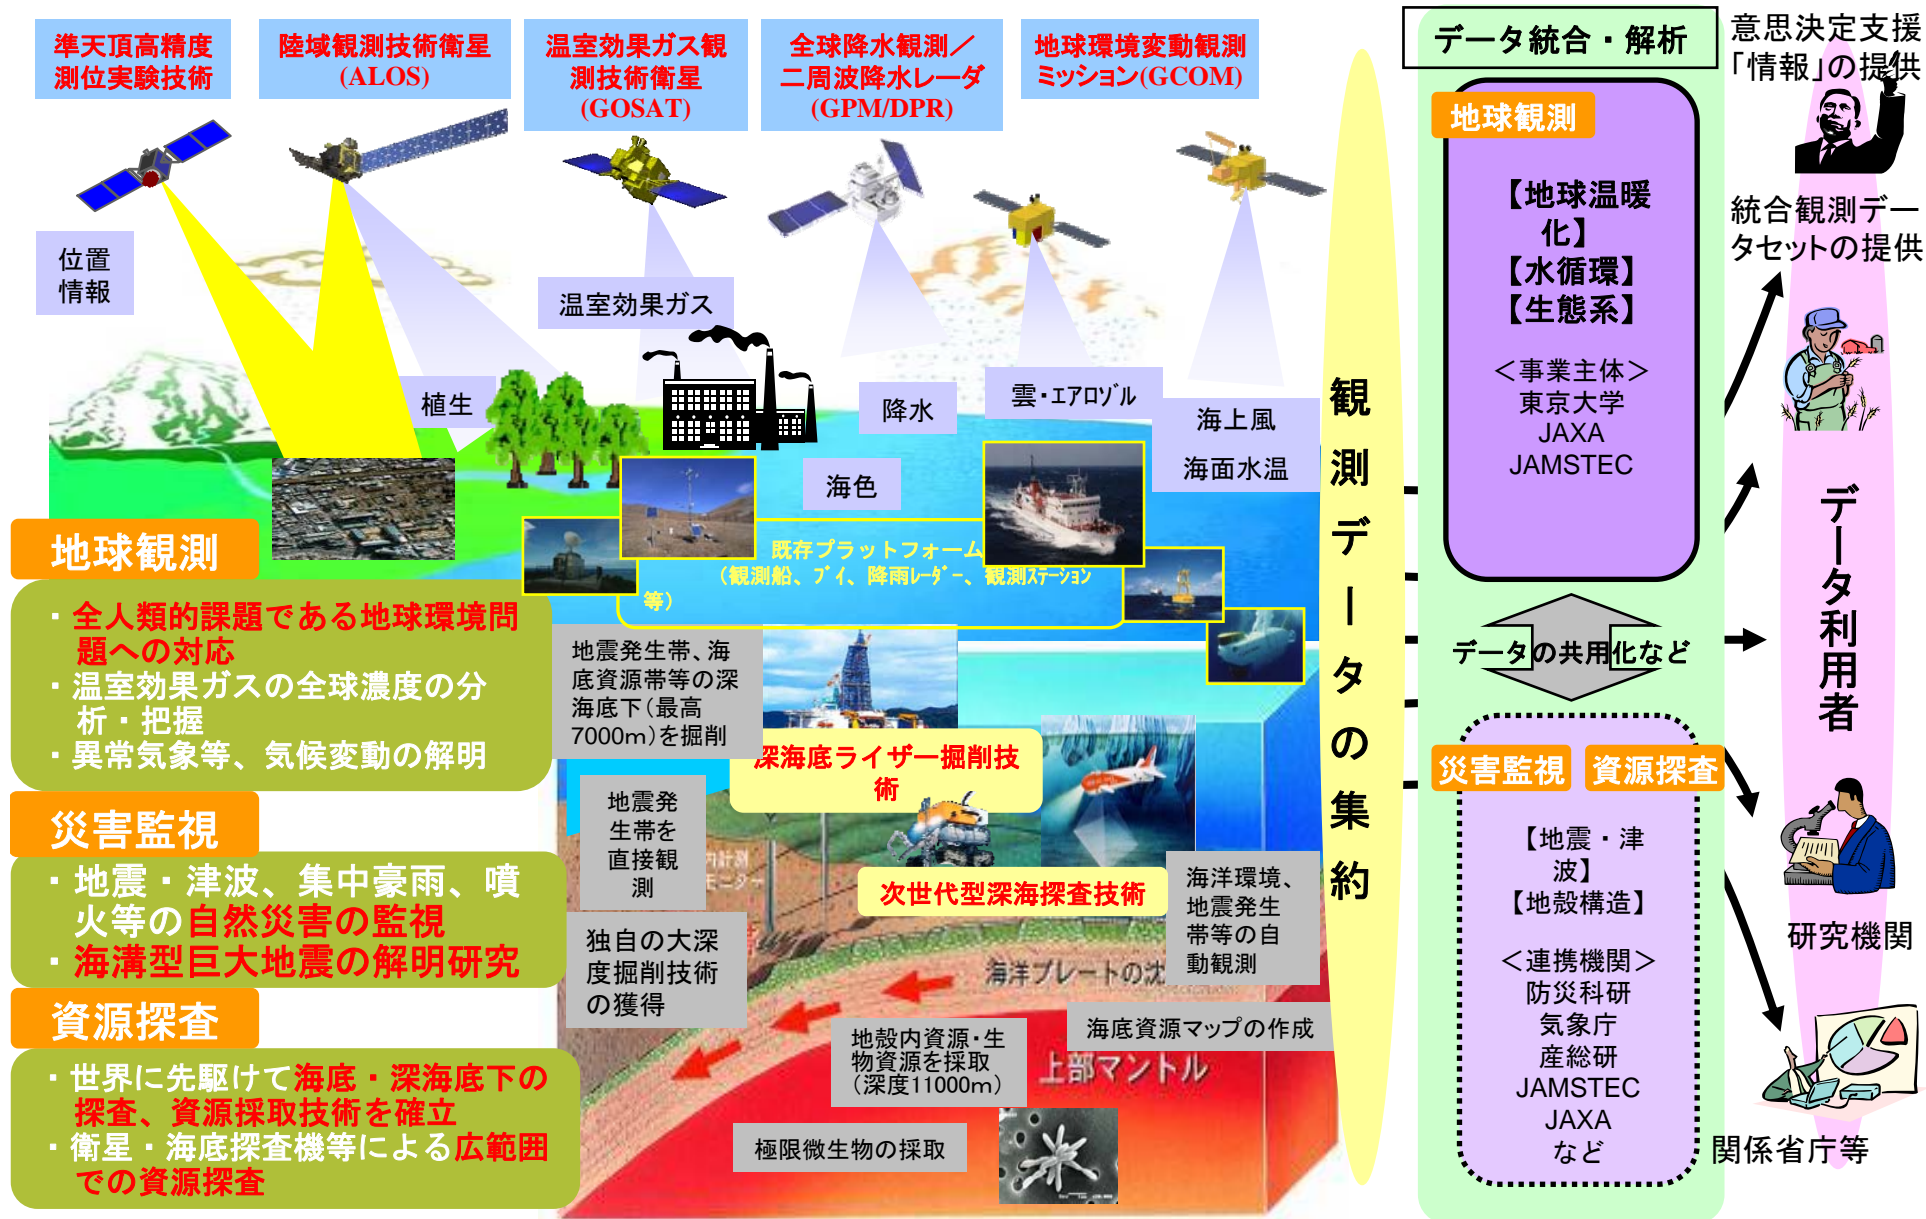 準天頂高精度
測位実験技術
陸域観測技術衛星
(ALOS)
温室効果ガス観
測技術衛星
(GOSAT)
全球降水観測／
二周波降水レーダ
(GPM/DPR)
地球環境変動観測
ミッション(GCOM)
位置
情報
植生
温室効果ガス
降水
海色
雲・エアロゾル
海上風
海面水温
既存プラットフォーム
（観測船、ブイ、降雨レーダー、観測ステーション
等）
地球観測
・全人類的課題である地球環境問
題への対応
・温室効果ガスの全球濃度の分
析・把握
・異常気象等、気候変動の解明
災害監視
・地震・津波、集中豪雨、噴
火等の自然災害の監視
・海溝型巨大地震の解明研究
資源探査
・世界に先駆けて海底・深海底下の
探査、資源採取技術を確立
・衛星・海底探査機等による広範囲
での資源探査
地震発生帯、海
底資源帯等の深
海底下（最高
7000m）を掘削
深海底ライザー掘削技
術
地震発
生帯を
直接観
測
計測
モニター
次世代型深海探査技術
独自の大深
度掘削技術
の獲得
海洋環境、
地震発生
帯等の自
動観測
海洋プレートの沈
海底資源マップの作成
地殻内資源・生
物資源を採取
（深度11000m）
上部マントル
極限微生物の採取
観測データの集約
データ統合・解析
地球観測
【地球温暖
化】
【水循環】
【生態系】
＜事業主体＞
東京大学
JAXA
JAMSTEC
データの共用化など
災害監視
資源探査
【地震・津
波】
【地殻構造】
＜連携機関＞
防災科研
気象庁
産総研
JAMSTEC
JAXA
など
意思決定支援
「情報」の提供
統合観測デー
タセットの提供
データ利用者
研究機関
関係省庁等